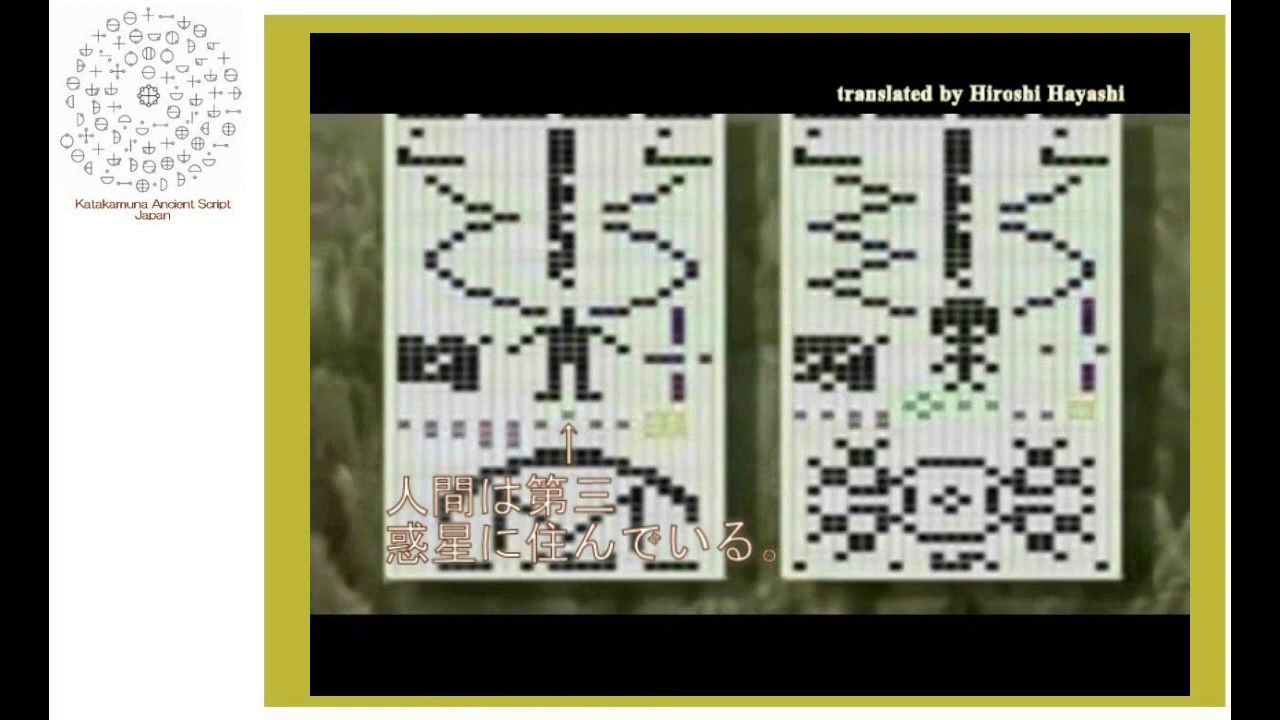 Katakamuna Ancient Script
Japan
translated by Hiroshi Hayashi
↑
人間は第三
惑星に住んでいる。